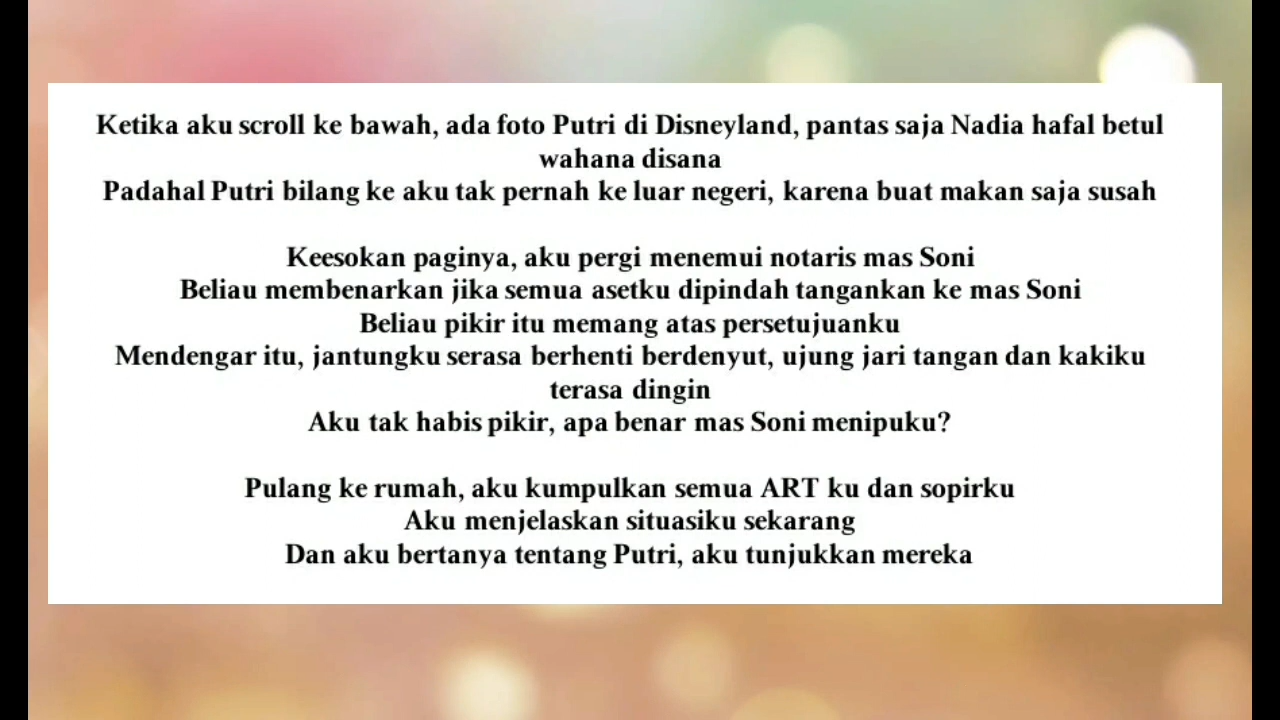 Ketika aku scroll ke bawah, ada foto Putri di Disneyland, pantas saja Nadia hafal betul
wahana disana
Padahal Putri bilang ke aku tak pernah ke luar negeri, karena buat makan saja susah
Keesokan paginya, aku pergi menemui notaris mas Soni
Beliau membenarkan jika semua asetku dipindah tangankan ke mas Soni
Beliau pikir itu memang atas persetujuanku
Mendengar itu, jantungku serasa berhenti berdenyut, ujung jari tangan dan kakiku
terasa dingin
Aku tak habis pikir, apa benar mas Soni menipuku?
Pulang ke rumah, aku kumpulkan semua ART ku dan sopirku
Aku menjelaskan situasiku sekarang
Dan aku bertanya tentang Putri, aku tunjukkan mereka